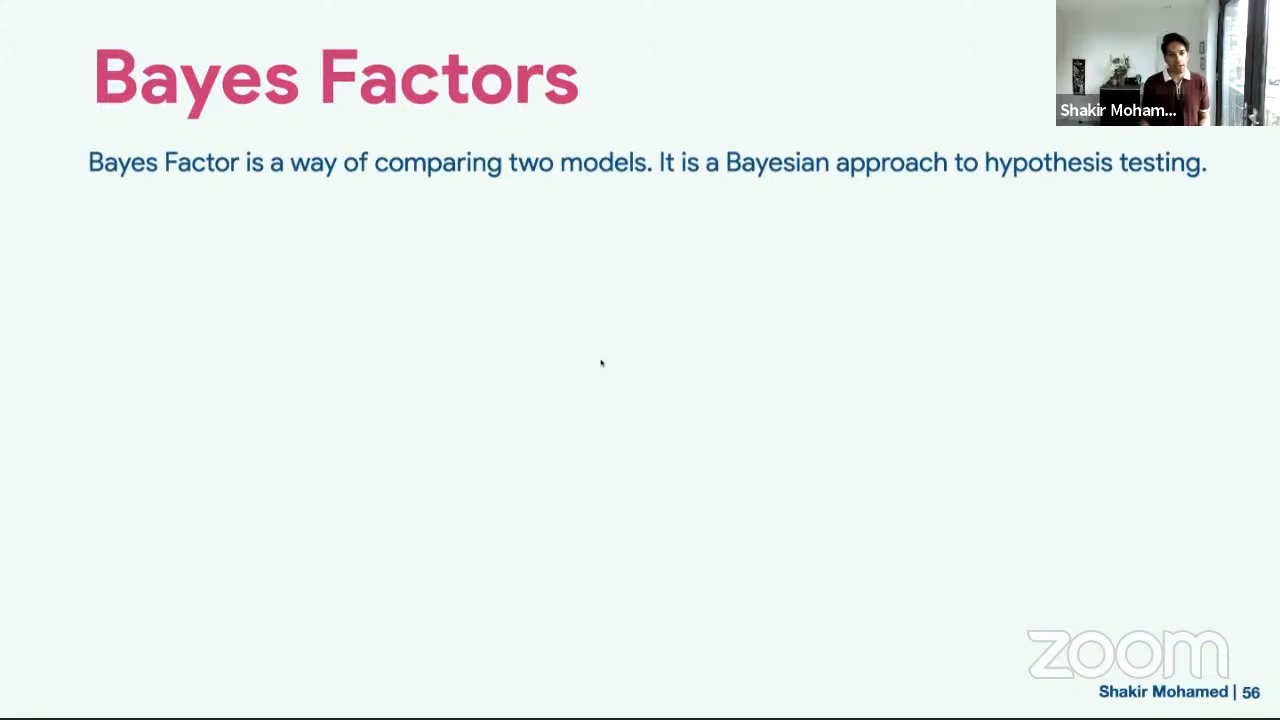 Bayes Factors
Shakir Moham...
Bayes Factor is a way of comparing two models. It is a Bayesian approach to hypothesis testing.
zoom
Shakir Mohamed | 56